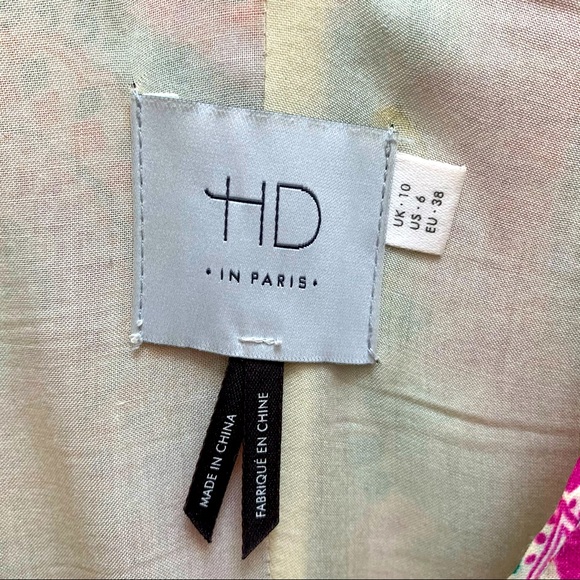 HD
• IN PARIS •
UK • 10
US • 6
EU • 38
MADE IN CHINA
FABRIQUÉ EN CHINE